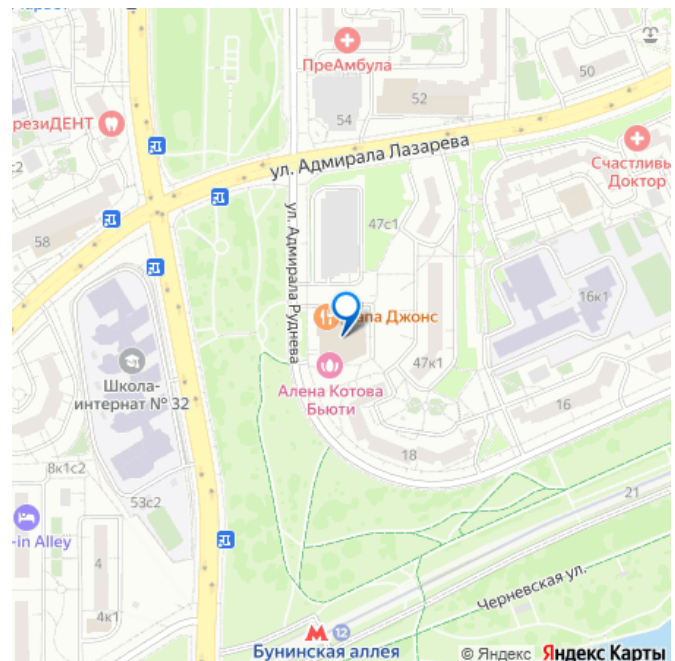 ПреАмбула
50
52
54
резиДЕНТ
ул. Адмирала Лазарева
Счастливы
Доктор
с2
47с1
58
ул. Адмирала Руднева
16к1
апа Джонс
47к1
Школа-
интернат № 32
Алена Котова
Бьюти
16
18
8к1с2
21
53с2
-in Alley
4
Черневская ул.
4к1
М 12
Бунинская аллея
© Яндекс Яндекс Карты